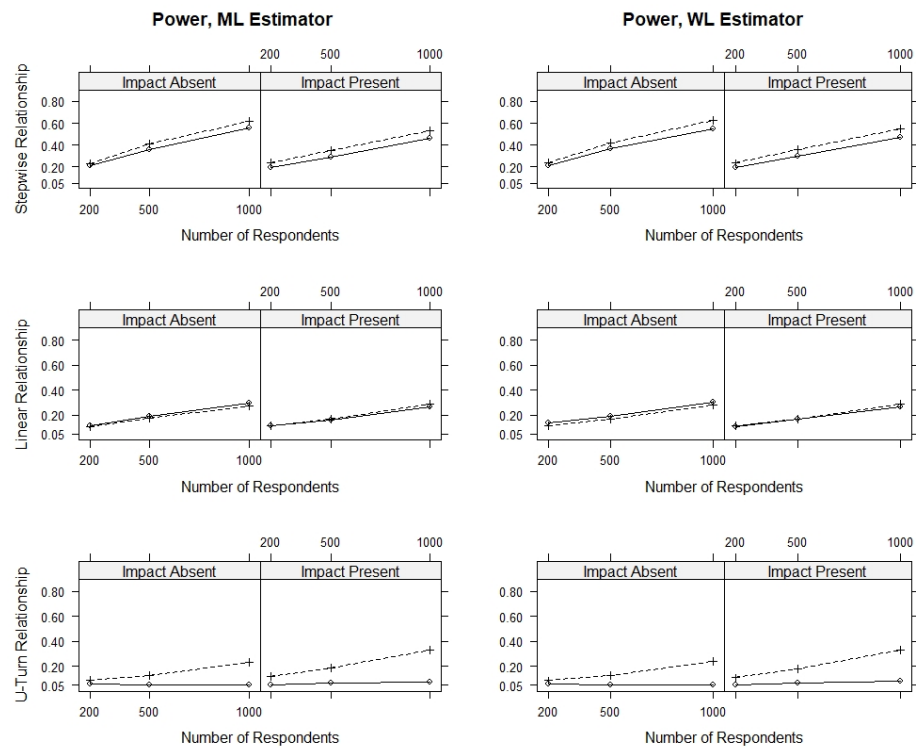 Power, ML Estimator
200 500 1000
Impact Absent Impact Present
Stepwise Relationship
0.80
0.60
0.40
0.20
0.05
200 500 1000
Number of Respondents
200 500 1000
Impact Absent Impact Present
Linear Relationship
0.80
0.60
0.40
0.20
0.05
200 500 1000
Number of Respondents
200 500 1000
Impact Absent Impact Present
U-Turn Relationship
0.80
0.60
0.40
0.20
0.05
200 500 1000
Number of Respondents
Power, WL Estimator
200 500 1000
Impact Absent Impact Present
0.80
0.60
0.40
0.20
0.05
200 500 1000
Number of Respondents
200 500 1000
Impact Absent Impact Present
0.80
0.60
0.40
0.20
0.05
200 500 1000
Number of Respondents
200 500 1000
Impact Absent Impact Present
0.80
0.60
0.40
0.20
0.05
200 500 1000
Number of Respondents